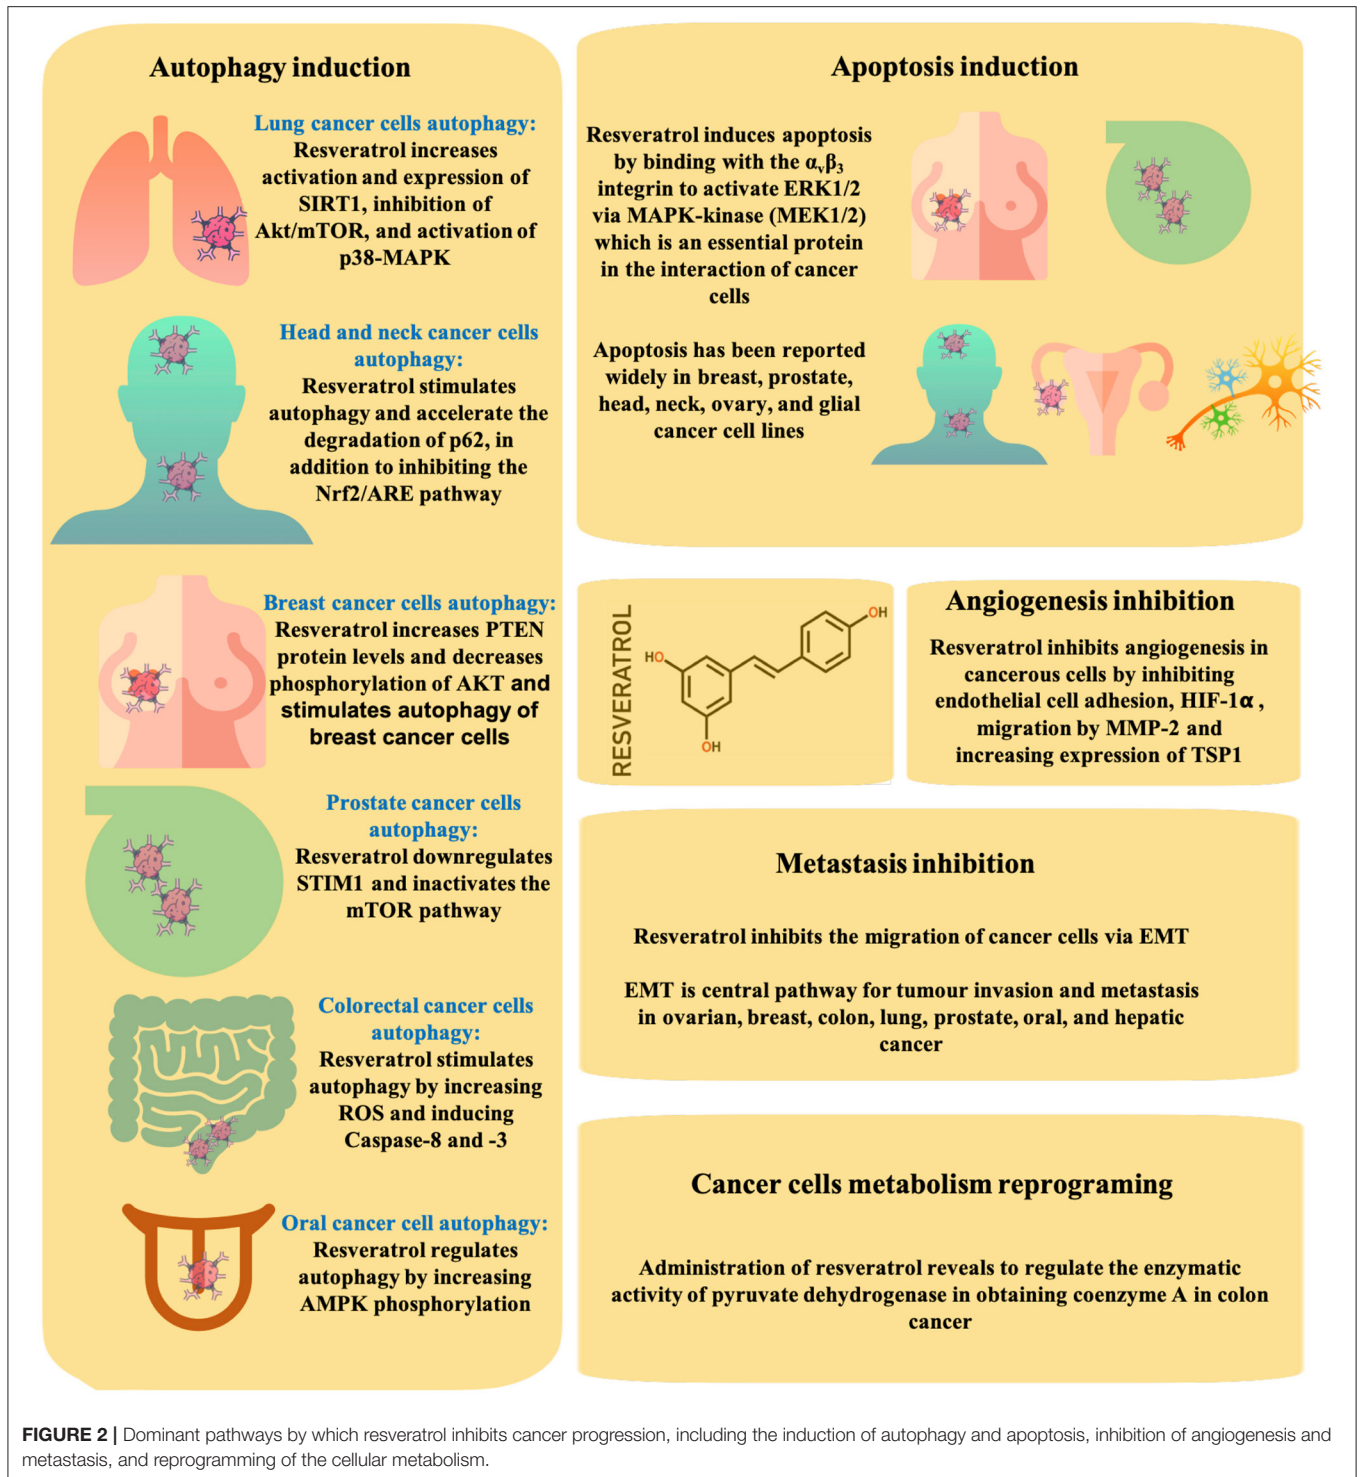 Autophagy induction
Lung cancer cells autophagy:
Resveratrol increases
activation and expression of
SIRT1, inhibition of
Akt/mTOR, and activation of
p38-MAPK
Head and neck cancer cells
autophagy:
Resveratrol stimulates
autophagy and accelerate the
degradation of p62, in
addition to inhibiting the
Nrf2/ARE pathway
Breast cancer cells autophagy:
Resveratrol increases PTEN
protein levels and decreases
phosphorylation of AKT and
stimulates autophagy of
breast cancer cells
Prostate cancer cells
autophagy:
Resveratrol downregulates
STIM1 and inactivates the
mTOR pathway
Colorectal cancer cells
autophagy:
Resveratrol stimulates
autophagy by increasing
ROS and inducing
Caspase-8 and -3
Oral cancer cell autophagy:
Resveratrol regulates
autophagy by increasing
AMPK phosphorylation
Apoptosis induction
Resveratrol induces apoptosis
by binding with the αvβ3
integrin to activate ERK1/2
via MAPK-kinase (MEK1/2)
which is an essential protein
in the interaction of cancer
cells
Apoptosis has been reported
widely in breast, prostate,
head, neck, ovary, and glial
cancer cell lines
RESVERATROL
OH
HO
OH
Angiogenesis inhibition
Resveratrol inhibits angiogenesis in
cancerous cells by inhibiting
endothelial cell adhesion, HIF-1α ,
migration by MMP-2 and
increasing expression of TSP1
Metastasis inhibition
Resveratrol inhibits the migration of cancer cells via EMT
EMT is central pathway for tumour invasion and metastasis
in ovarian, breast, colon, lung, prostate, oral, and hepatic
cancer
Cancer cells metabolism reprograming
Administration of resveratrol reveals to regulate the enzymatic
activity of pyruvate dehydrogenase in obtaining coenzyme A in colon
cancer
FIGURE 2 | Dominant pathways by which resveratrol inhibits cancer progression, including the induction of autophagy and apoptosis, inhibition of angiogenesis and
metastasis, and reprogramming of the cellular metabolism.